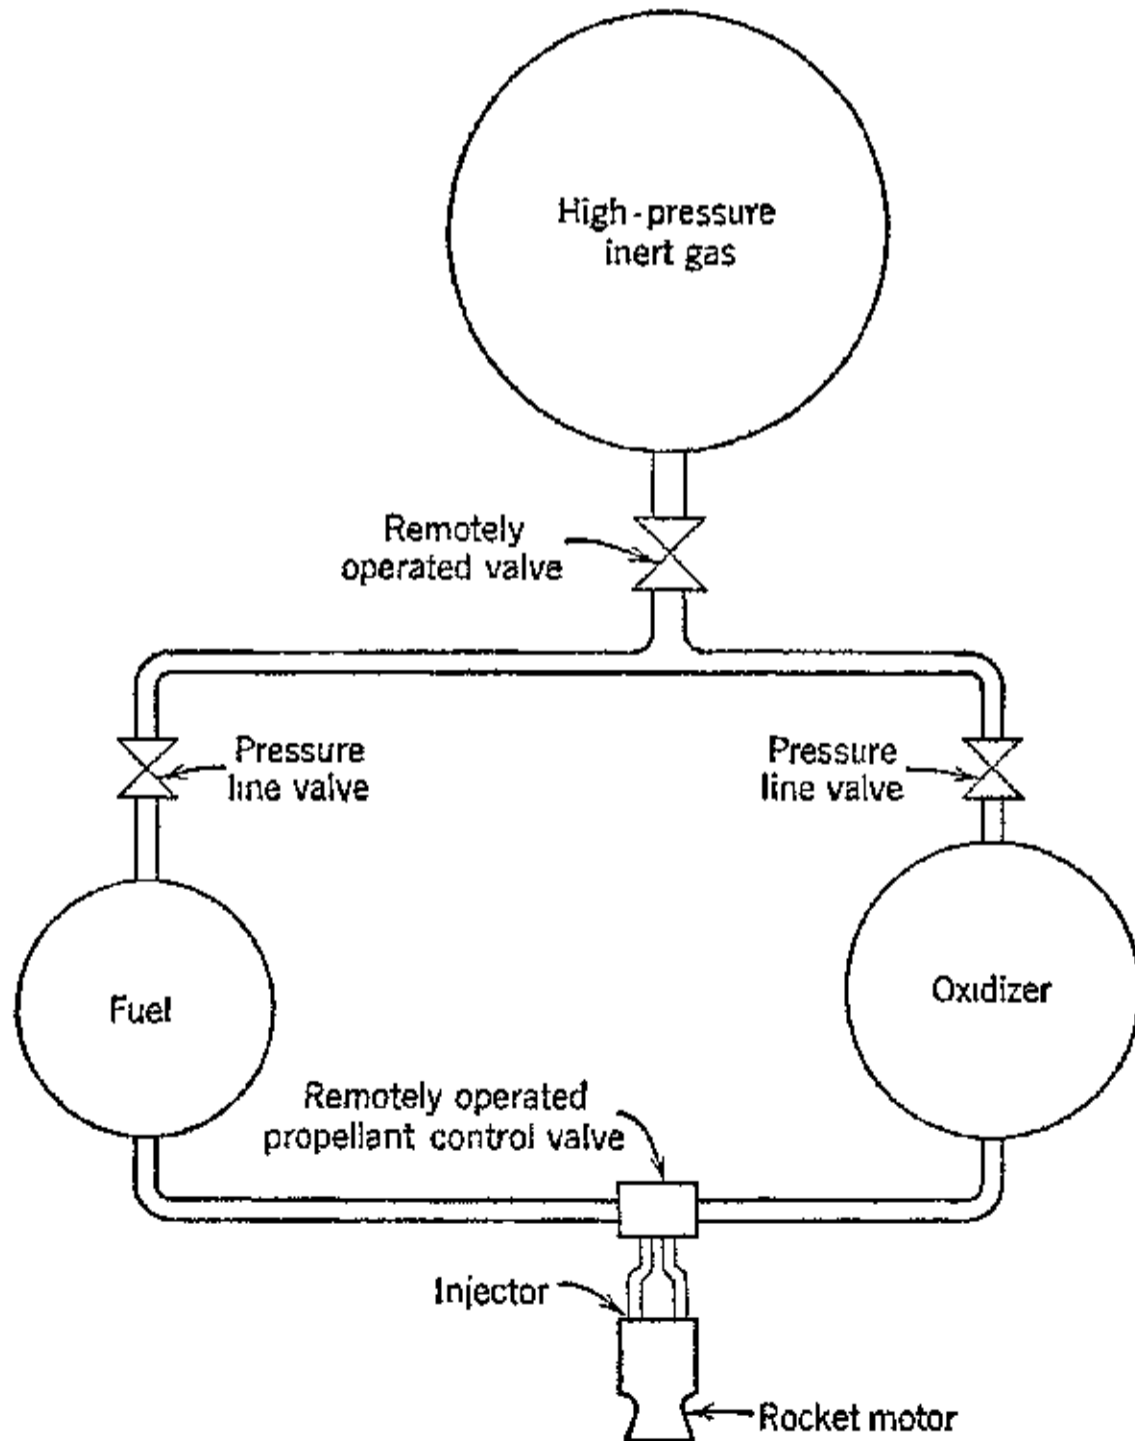 High-pressure
inert gas
Remotely
operated valve
Pressure
line valve
Pressure
line valve
Fuel
Oxidizer
Remotely operated
propellant control valve
Injector
Rocket motor